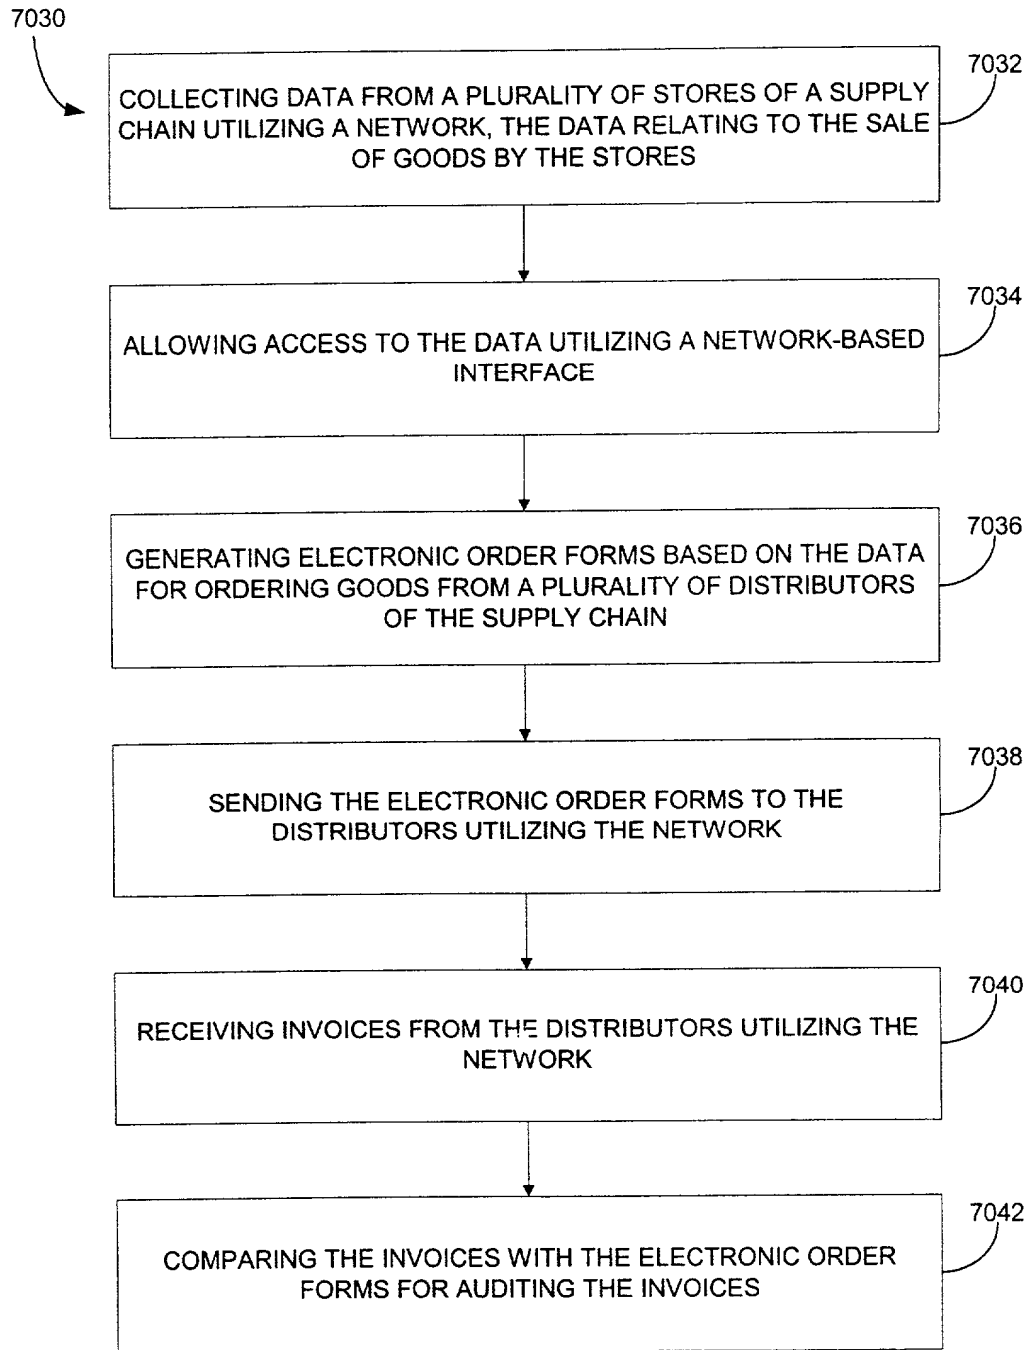 7030
7032
COLLECTING DATA FROM A PLURALITY OF STORES OF A SUPPLY
CHAIN UTILIZING A NETWORK, THE DATA RELATING TO THE SALE
OF GOODS BY THE STORES
7034
ALLOWING ACCESS TO THE DATA UTILIZING A NETWORK-BASED
INTERFACE
7036
GENERATING ELECTRONIC ORDER FORMS BASED ON THE DATA
FOR ORDERING GOODS FROM A PLURALITY OF DISTRIBUTORS
OF THE SUPPLY CHAIN
7038
SENDING THE ELECTRONIC ORDER FORMS TO THE
DISTRIBUTORS UTILIZING THE NETWORK
7040
RECEIVING INVOICES FROM THE DISTRIBUTORS UTILIZING THE
NETWORK
7042
COMPARING THE INVOICES WITH THE ELECTRONIC ORDER
FORMS FOR AUDITING THE INVOICES